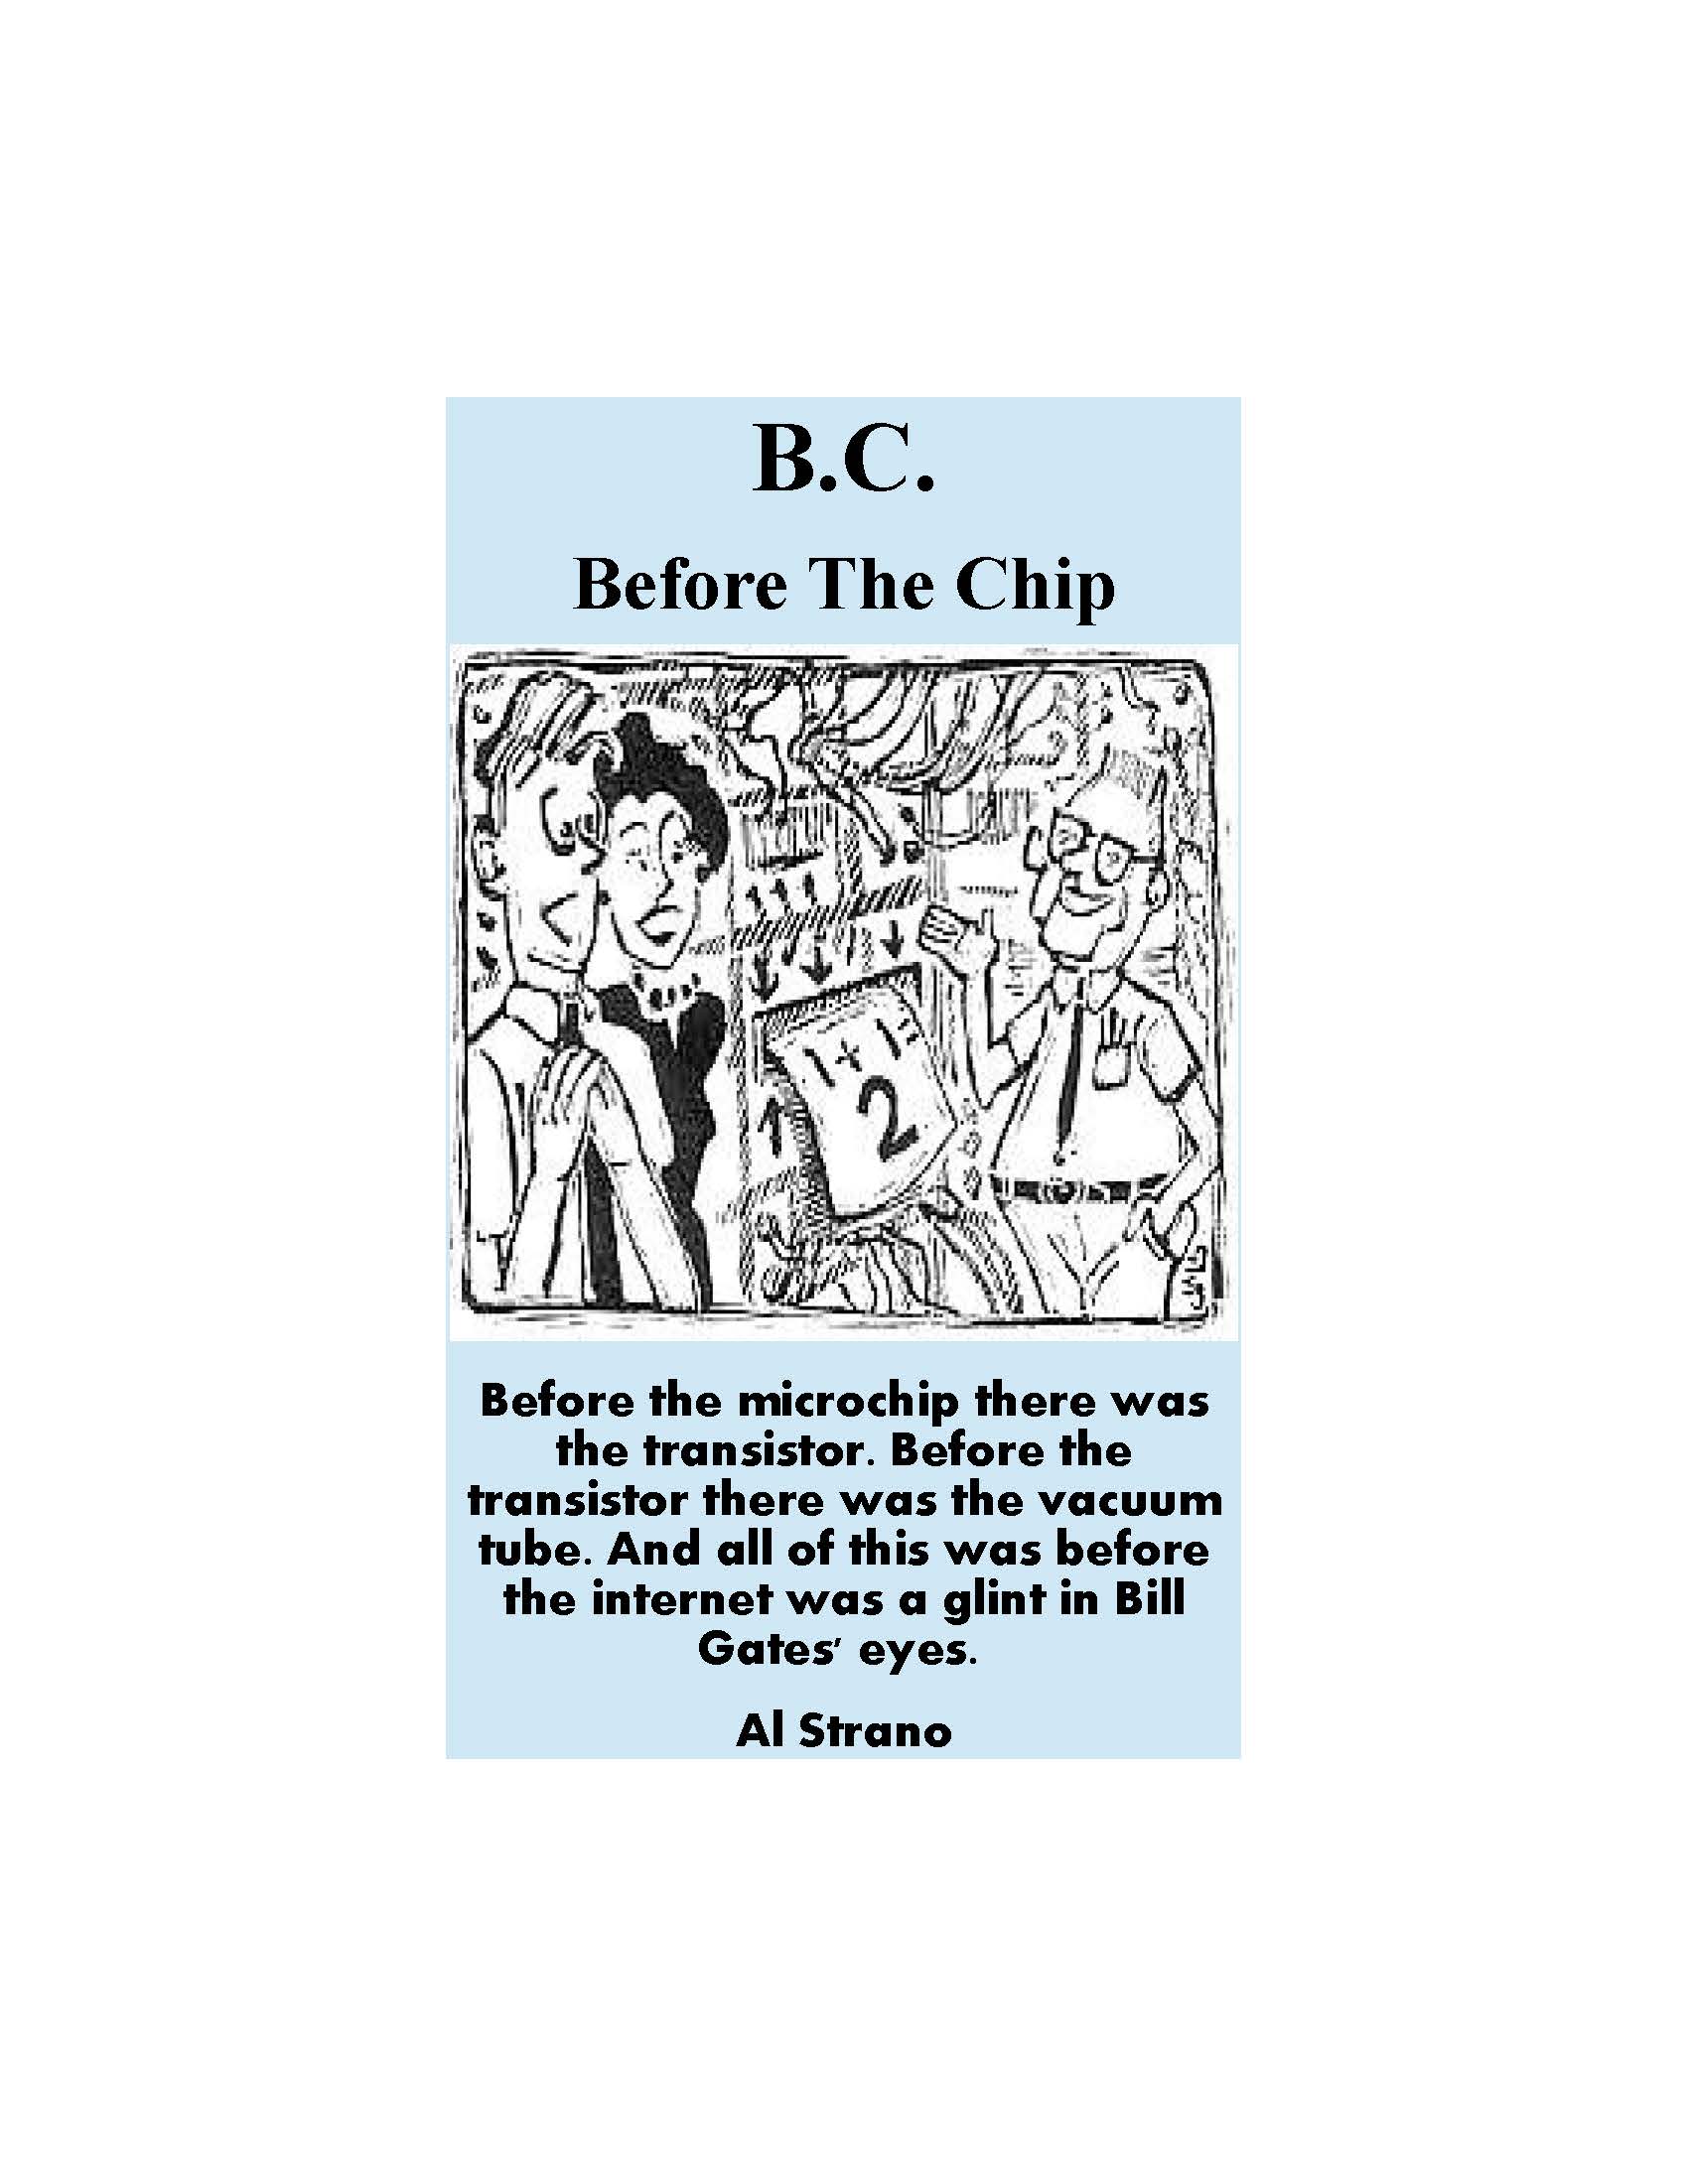 B.C.
Before The Chip
1+1=
2
Before the microchip there was
the transistor. Before the
transistor there was the vacuum
tube. And all of this was before
the internet was a glint in Bill
Gates' eyes.
Al Strano